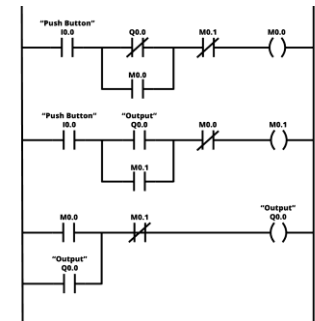 "Push Button"
I0.0 Q0.0 M0.1 M0.0
M0.0
"Push Button" "Output"
I0.0 Q0.0 M0.0 M0.1
M0.1
"Output"
M0.0 M0.1 Q0.0
"Output"
Q0.0